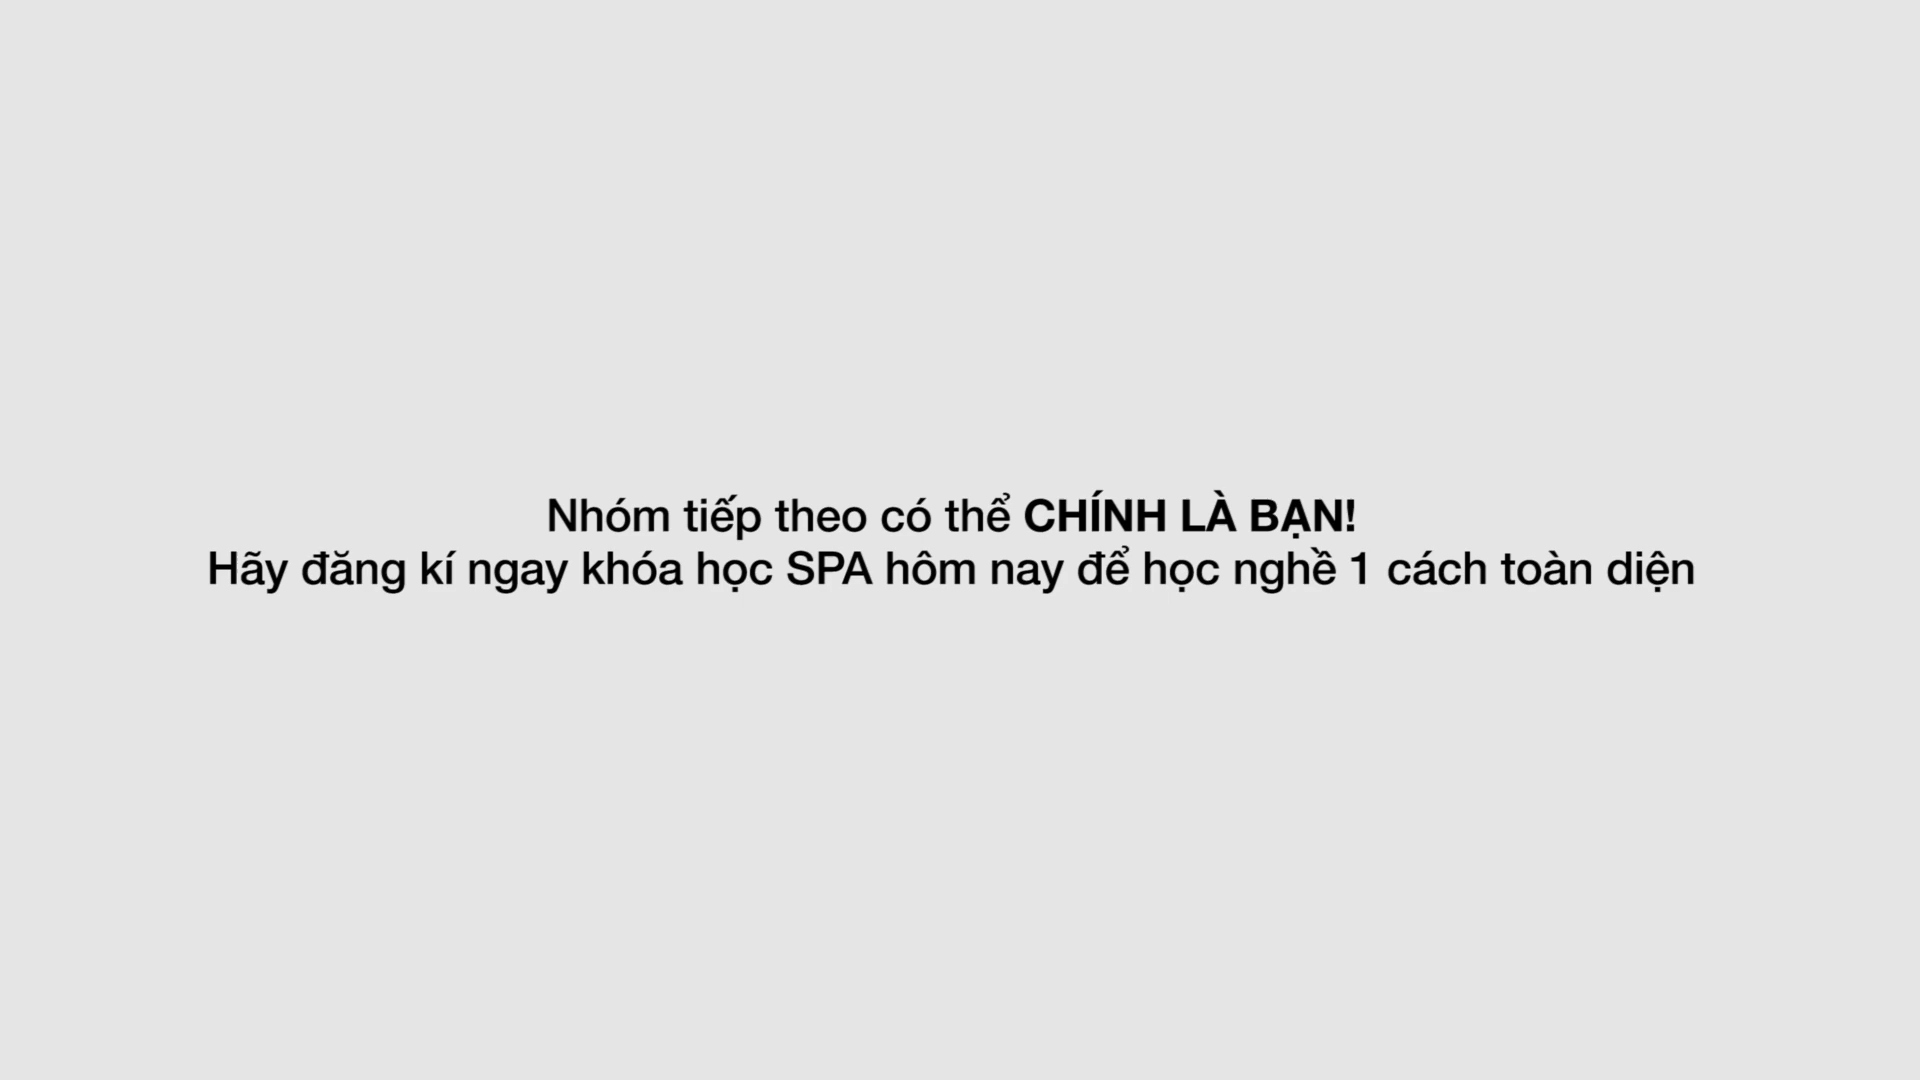 Nhóm tiếp theo có thể CHÍNH LÀ BẠN!
Hãy đăng kí ngay khóa học SPA hôm nay để học nghề 1 cách toàn diện